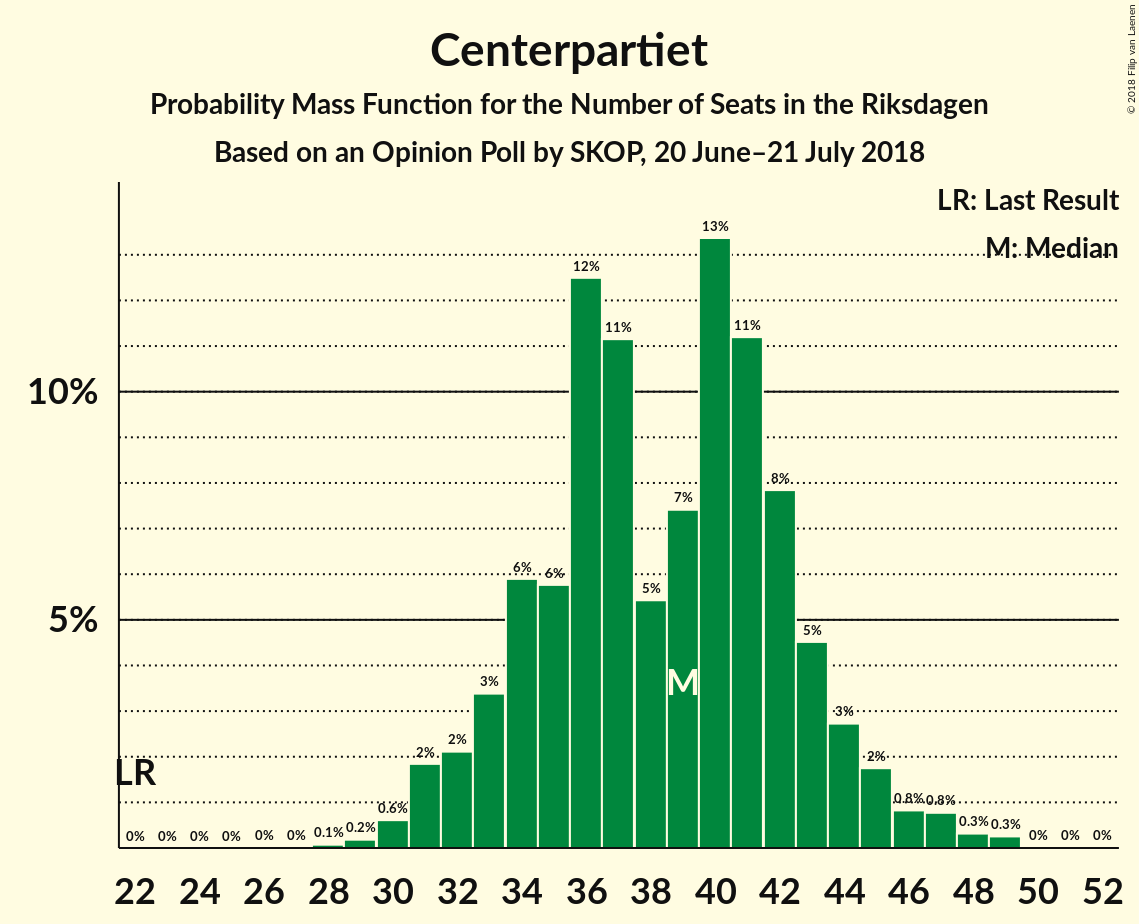 © 2018 Filip van Laenen
Centerpartiet
Probability Mass Function for the Number of Seats in the Riksdagen
Based on an Opinion Poll by SKOP, 20 June–21 July 2018
LR: Last Result
M: Median
10%
5%
0% 0% 0% 0% 0% 0% 0.1% 0.2% 0.6% 2% 2% 3% 6% 6% 12% 11% 5% 7% 13% 11% 8% 5% 3% 2% 0.8% 0.8% 0.3% 0.3% 0% 0% 0%
M
LR
22 24 26 28 30 32 34 36 38 40 42 44 46 48 50 52